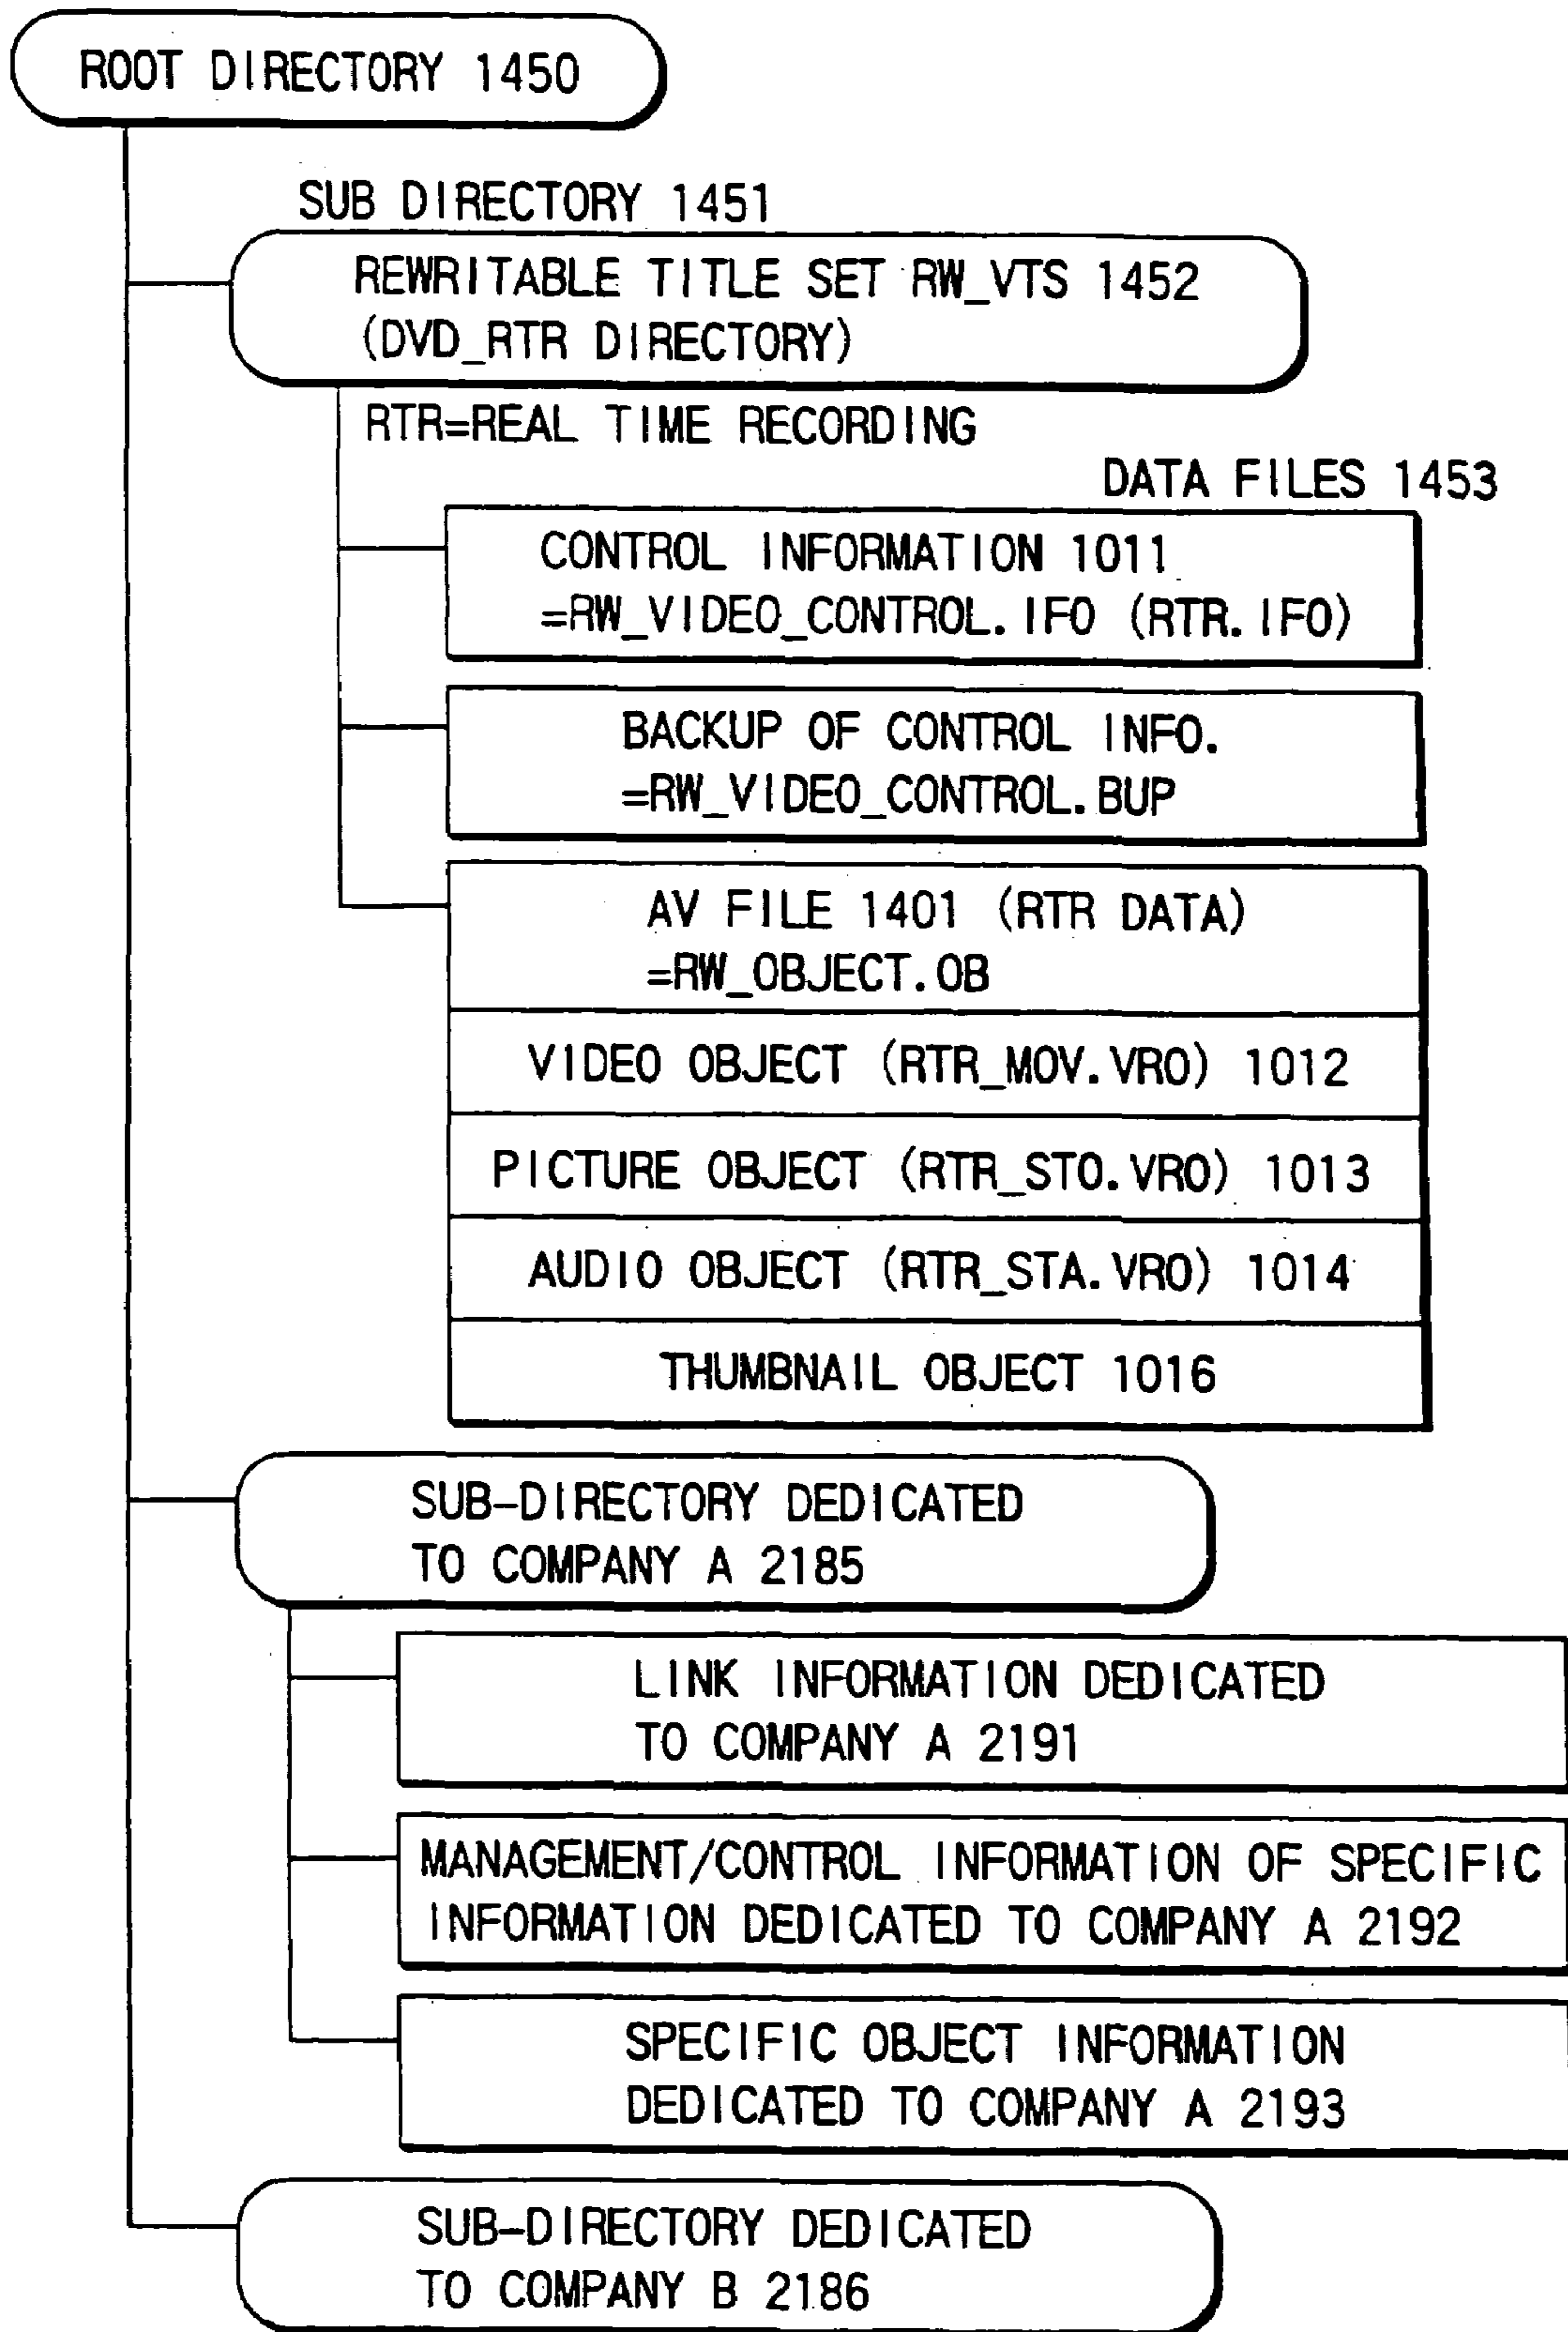 ROOT DIRECTORY 1450
SUB DIRECTORY 1451
REWRITABLE TITLE SET RW_VTS 1452
(DVD_RTR DIRECTORY)
RTR=REAL TIME RECORDING
DATA FILES 1453
CONTROL INFORMATION 1011
=RW_VIDEO_CONTROL.IFO (RTR.IFO)
BACKUP OF CONTROL INFO.
=RW_VIDEO_CONTROL.BUP
AV FILE 1401 (RTR DATA)
=RW_OBJECT.OB
VIDEO OBJECT (RTR_MOV.VRO) 1012
PICTURE OBJECT (RTR_STO.VRO) 1013
AUDIO OBJECT (RTR_STA.VRO) 1014
THUMBNAIL OBJECT 1016
SUB-DIRECTORY DEDICATED
TO COMPANY A 2185
LINK INFORMATION DEDICATED
TO COMPANY A 2191
MANAGEMENT/CONTROL INFORMATION OF SPECIFIC
INFORMATION DEDICATED TO COMPANY A 2192
SPECIFIC OBJECT INFORMATION
DEDICATED TO COMPANY A 2193
SUB-DIRECTORY DEDICATED
TO COMPANY B 2186